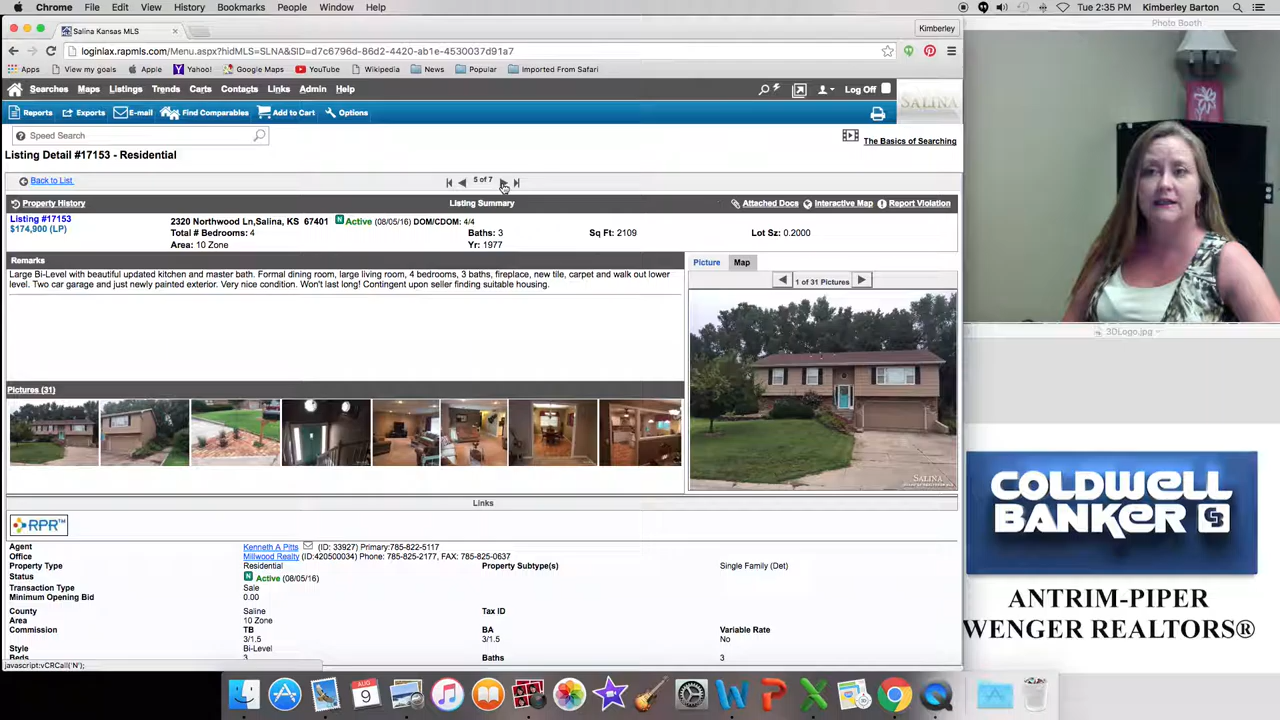 Chrome File Edit View History Bookmarks People Window Help Tue 2:35 PM Kimberley Barton
Salina Kansas MLS Kimberley Photo Booth
loginlax.rapmls.com/Menu.aspx?hidMLS=SLNA&SID=d7c6796d-86d2-4420-ab1e-4530037d91a7
Apps View my goals Apple Yahoo! Google Maps YouTube Wikipedia News Popular Imported From Safari
Searches Maps Listings Trends Carts Contacts Links Admin Help Log Off
SALINA
Reports Exports E-mail Find Comparables Add to Cart Options
Speed Search The Basics of Searching
Listing Detail #17153 - Residential
Back to List 5 of 7
Property History Listing Summary Attached Docs Interactive Map Report Violation
Listing #17153 2320 Northwood Ln,Salina, KS 67401 N Active (08/05/16) DOM/CDOM: 4/4
$174,900 (LP) Total # Bedrooms: 4 Baths: 3 Sq Ft: 2109 Lot Sz: 0.2000
Area: 10 Zone Yr: 1977
Remarks Picture Map
Large Bi-Level with beautiful updated kitchen and master bath. Formal dining room, large living room, 4 bedrooms, 3 baths, fireplace, new tile, carpet and walk out lower
level. Two car garage and just newly painted exterior. Very nice condition. Won't last long! Contingent upon seller finding suitable housing.
1 of 31 Pictures
3DLogo.jpg
Pictures (31)
SALINA
Links
RPR™
Agent Kenneth A Pitts (ID: 33927) Primary:785-822-5117
Office Millwood Realty (ID:420500034) Phone: 785-825-2177, FAX: 785-825-0637
Property Type Residential Property Subtype(s) Single Family (Det)
Status N Active (08/05/16)
Transaction Type Sale
Minimum Opening Bid 0.00
County Saline Tax ID
Area 10 Zone
Commission TB BA Variable Rate
3/1.5 3/1.5 No
Style Bi-Level
Beds 3 Baths 3
javascript:vCRCall('N');
COLDWELL
BANKER CB
ANTRIM-PIPER
WENGER REALTORS®
AUG
9